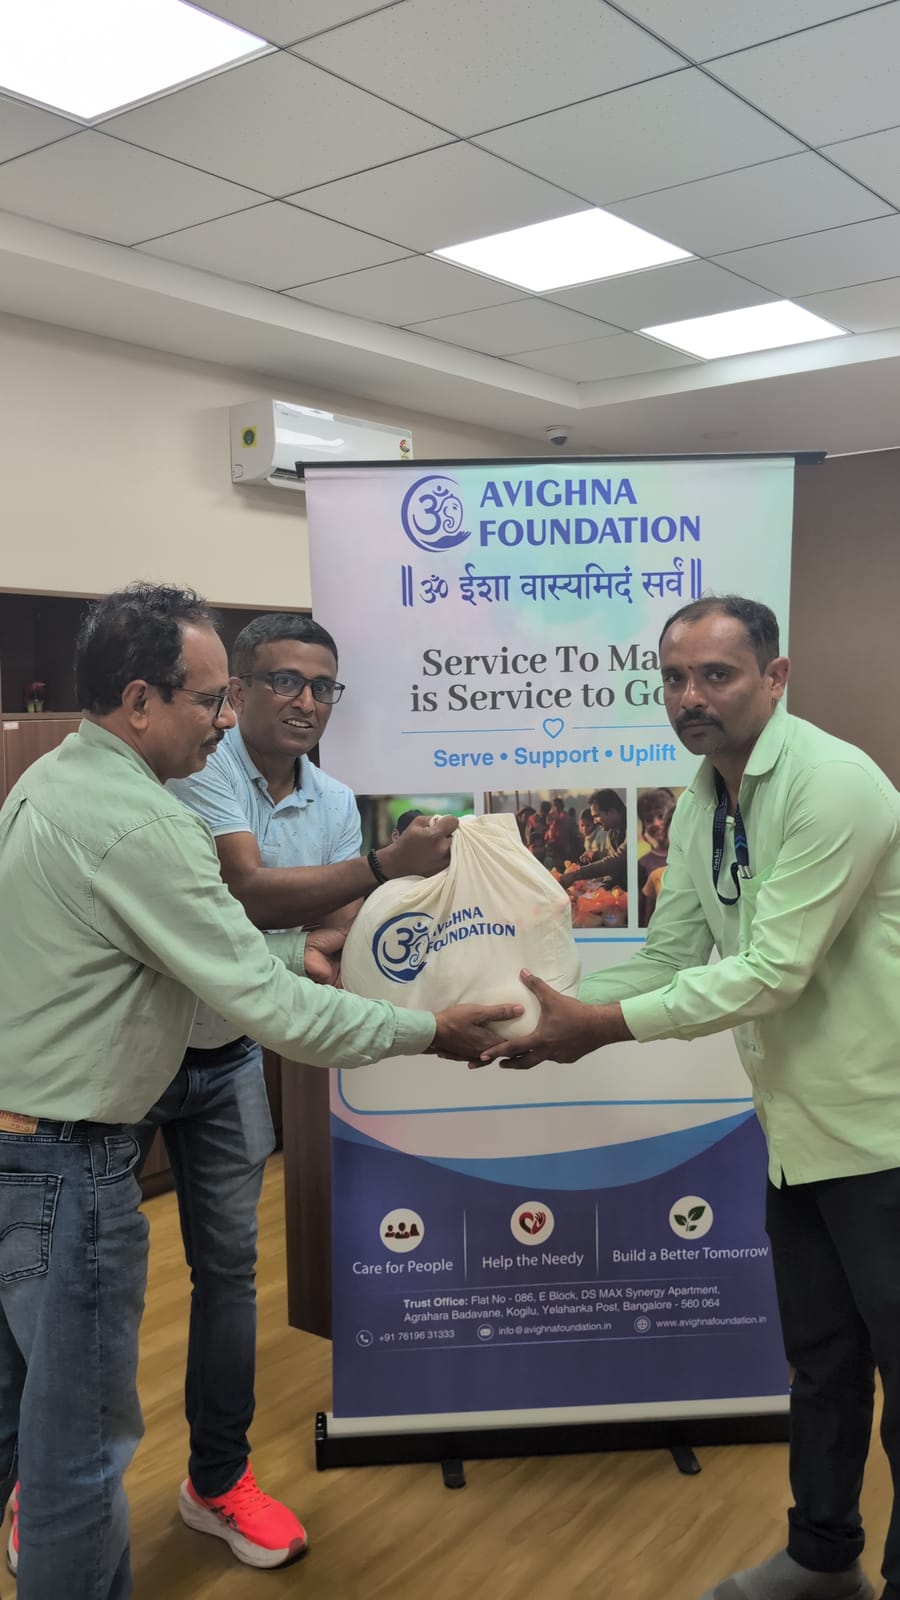 AVIGHNA
FOUNDATION
॥ॐ ईशा वास्यमिदं सर्वं॥
Service To Ma
is Service to Go
Serve • Support • Uplift
FOUNDATION
Care for People
Help the Needy
Build a Better Tomorrow
Trust Office: Flat No - 086, E Block, DS MAX Synergy Apartment,
Agrahara Badavane, Kogilu, Yelahanka Post, Bangalore - 560 064
+91 76196 31333
info@avighnafoundation.in
www.avighnafoundation.in